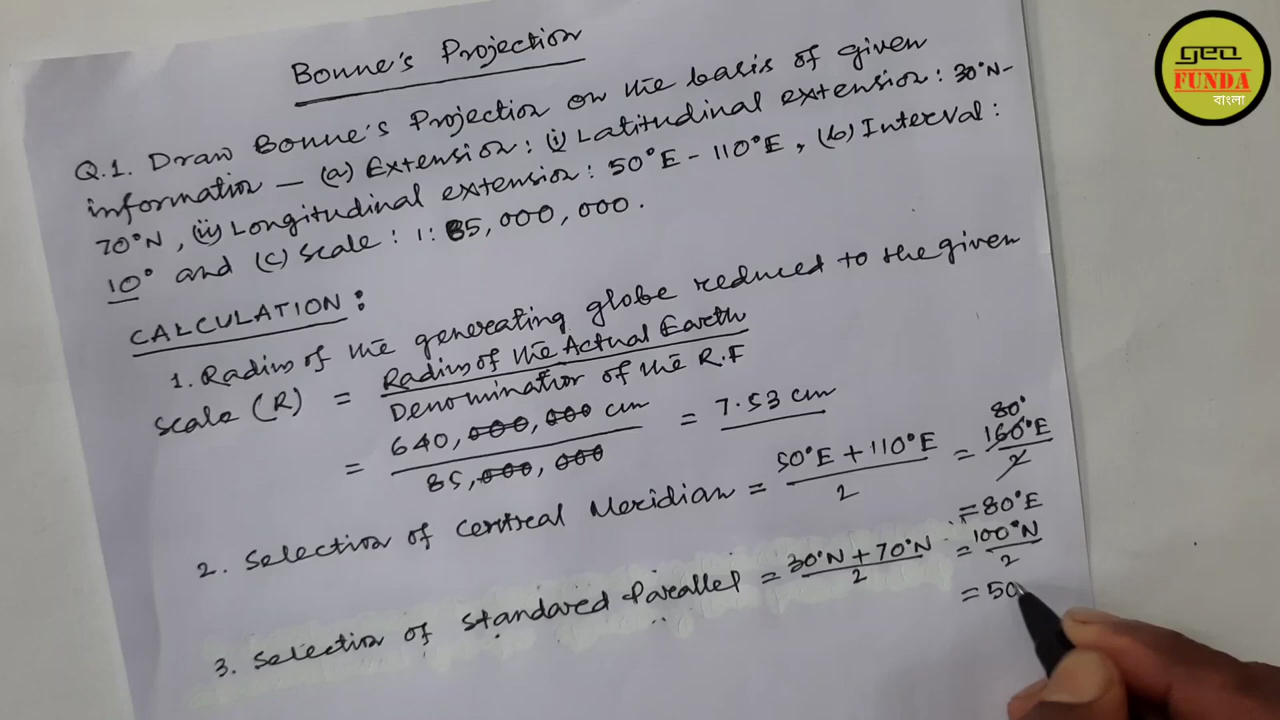 Bonne's Projection
Q.1. Draw Bonne's Projection on the basis of given
information — (a) Extension: (i) Latitudinal extension: 30°N-
70°N, (ii) Longitudinal extension: 50°E - 110°E, (b) Interval:
10° and (c) Scale: 1: 85,000,000.
CALCULATION:
1. Radius of the generating globe reduced to the given
Scale (R) = Radius of the Actual Earth
Denominator of the R.F
= 640,000,000 cm = 7.53 cm
85,000,000
2. Selection of Central Meridian = 50°E + 110°E = 160°E
2 2
80°
= 80°E
3. Selection of Standared Parallel = 30°N + 70°N = 100°N
2 2
= 50
geo
FUNDA
বাংলা